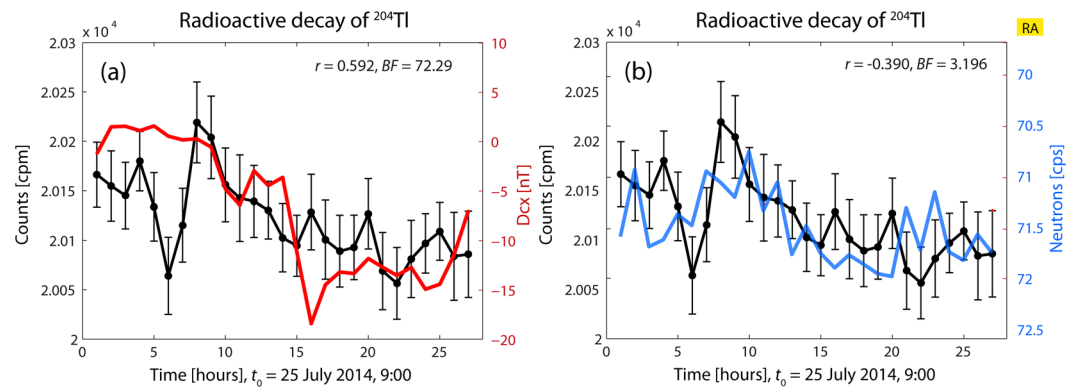 Radioactive decay of ²⁰⁴Tl
x 10⁴
(a)
r = 0.592, BF = 72.29
2.03
2.025
2.02
2.015
2.01
2.005
2
Counts [cpm]
10
5
0
−5
−10
−15
−20
Dcx [nT]
0 5 10 15 20 25
Time [hours], t₀ = 25 July 2014, 9:00
Radioactive decay of ²⁰⁴Tl
x 10⁴
(b)
r = -0.390, BF = 3.196
2.03
2.025
2.02
2.015
2.01
2.005
2
Counts [cpm]
RA
70
70.5
71
71.5
72
72.5
Neutrons [cps]
0 5 10 15 20 25
Time [hours], t₀ = 25 July 2014, 9:00